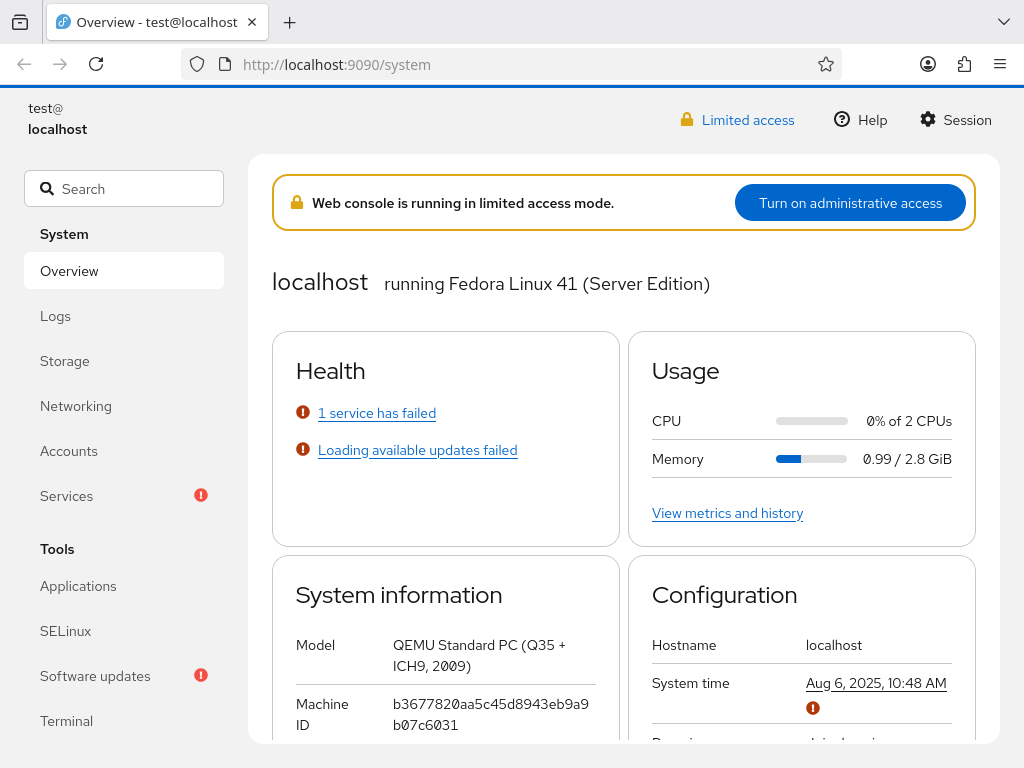 Overview - test@localhost
http://localhost:9090/system
test@
localhost
Limited access
Help
Session
Search
System
Overview
Logs
Storage
Networking
Accounts
Services
Tools
Applications
SELinux
Software updates
Terminal
Web console is running in limited access mode.
Turn on administrative access
localhost running Fedora Linux 41 (Server Edition)
Health
1 service has failed
Loading available updates failed
Usage
CPU 0% of 2 CPUs
Memory 0.99 / 2.8 GiB
View metrics and history
System information
Model QEMU Standard PC (Q35 +
ICH9, 2009)
Machine b3677820aa5c45d8943eb9a9
ID b07c6031
Configuration
Hostname localhost
System time Aug 6, 2025, 10:48 AM